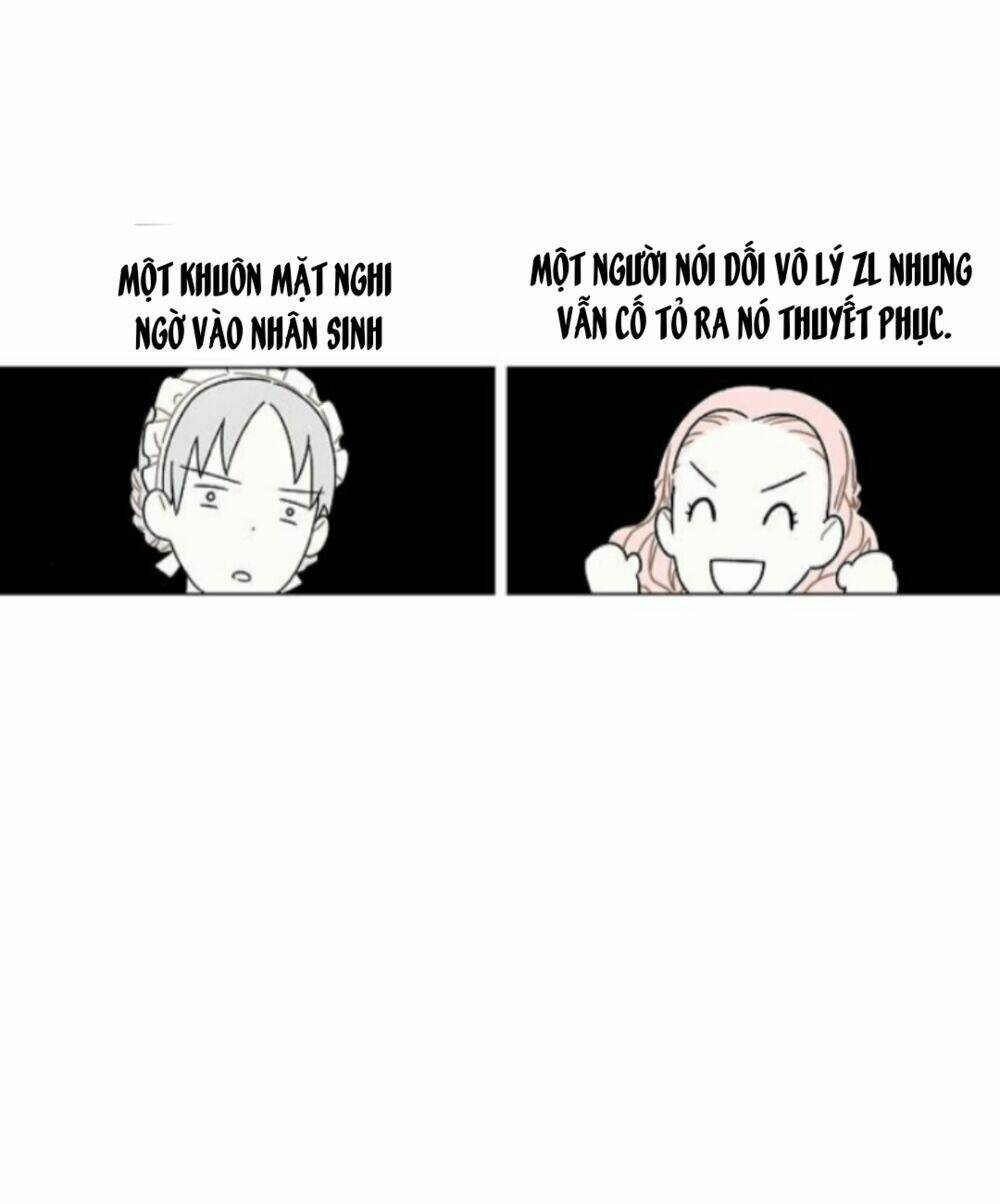 MỘT KHUÔN MẶT NGHI
NGỜ VÀO NHÂN SINH
MỘT NGƯỜI NÓI DỐI VÔ LÝ ZL NHƯNG
VẪN CỐ TỎ RA NÓ THUYẾT PHỤC.